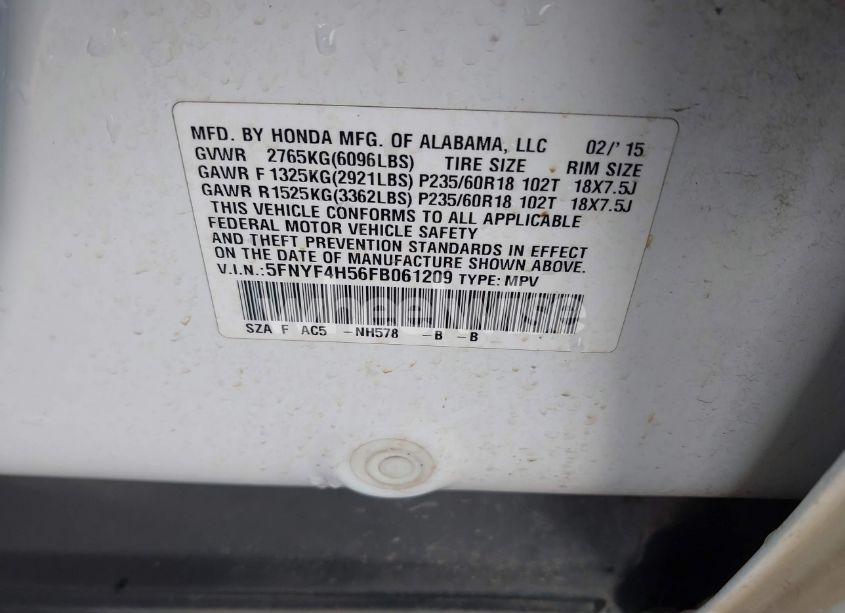 MFD. BY HONDA MFG. OF ALABAMA, LLC 02/' 15
GVWR 2765KG(6096LBS) TIRE SIZE RIM SIZE
GAWR F 1325KG(2921LBS) P235/60R18 102T 18X7.5J
GAWR R1525KG(3362LBS) P235/60R18 102T 18X7.5J
THIS VEHICLE CONFORMS TO ALL APPLICABLE
FEDERAL MOTOR VEHICLE SAFETY
AND THEFT PREVENTION STANDARDS IN EFFECT
ON THE DATE OF MANUFACTURE SHOWN ABOVE.
V.I.N.:5FNYF4H56FB061209 TYPE: MPV
SZA F AC5 -NH578 -B -B